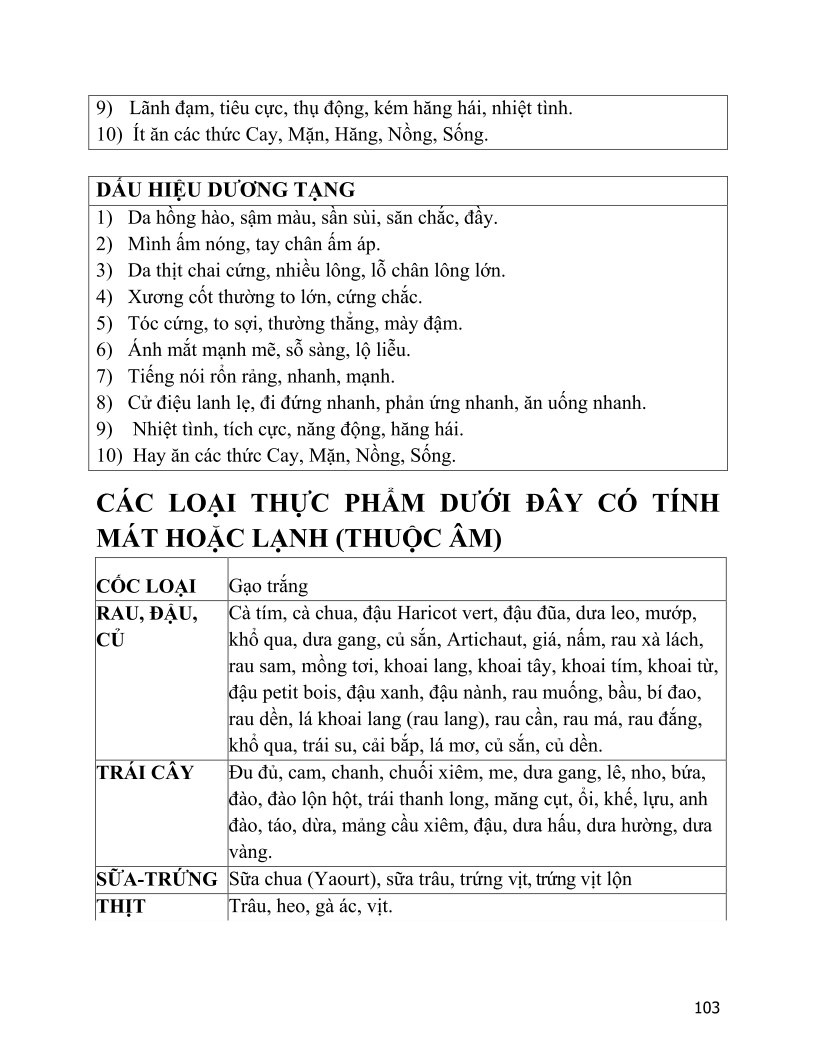 9) Lãnh đạm, tiêu cực, thụ động, kém hăng hái, nhiệt tình.
10) Ít ăn các thức Cay, Mặn, Hăng, Nồng, Sống.
DẤU HIỆU DƯƠNG TẠNG
1) Da hồng hào, sậm màu, sần sùi, săn chắc, đầy.
2) Mình ấm nóng, tay chân ấm áp.
3) Da thịt chai cứng, nhiều lông, lỗ chân lông lớn.
4) Xương cốt thường to lớn, cứng chắc.
5) Tóc cứng, to sợi, thường thẳng, mày đậm.
6) Ánh mắt mạnh mẽ, sỗ sàng, lộ liễu.
7) Tiếng nói rổn rảng, nhanh, mạnh.
8) Cử điệu lanh lẹ, đi đứng nhanh, phản ứng nhanh, ăn uống nhanh.
9) Nhiệt tình, tích cực, năng động, hăng hái.
10) Hay ăn các thức Cay, Mặn, Nồng, Sống.
CÁC LOẠI THỰC PHẨM DƯỚI ĐÂY CÓ TÍNH
MÁT HOẶC LẠNH (THUỘC ÂM)
CỐC LOẠI Gạo trắng
RAU, ĐẬU, Cà tím, cà chua, đậu Haricot vert, đậu đũa, dưa leo, mướp,
CỦ khổ qua, dưa gang, củ sắn, Artichaut, giá, nấm, rau xà lách,
rau sam, mồng tơi, khoai lang, khoai tây, khoai tím, khoai từ,
đậu petit bois, đậu xanh, đậu nành, rau muống, bầu, bí đao,
rau dền, lá khoai lang (rau lang), rau cần, rau má, rau đắng,
khổ qua, trái su, cải bắp, lá mơ, củ sắn, củ dền.
TRÁI CÂY Đu đủ, cam, chanh, chuối xiêm, me, dưa gang, lê, nho, bứa,
đào, đào lộn hột, trái thanh long, măng cụt, ổi, khế, lựu, anh
đào, táo, dừa, mảng cầu xiêm, đậu, dưa hấu, dưa hường, dưa
vàng.
SỮA-TRỨNG Sữa chua (Yaourt), sữa trâu, trứng vịt, trứng vịt lộn
THỊT Trâu, heo, gà ác, vịt.
103